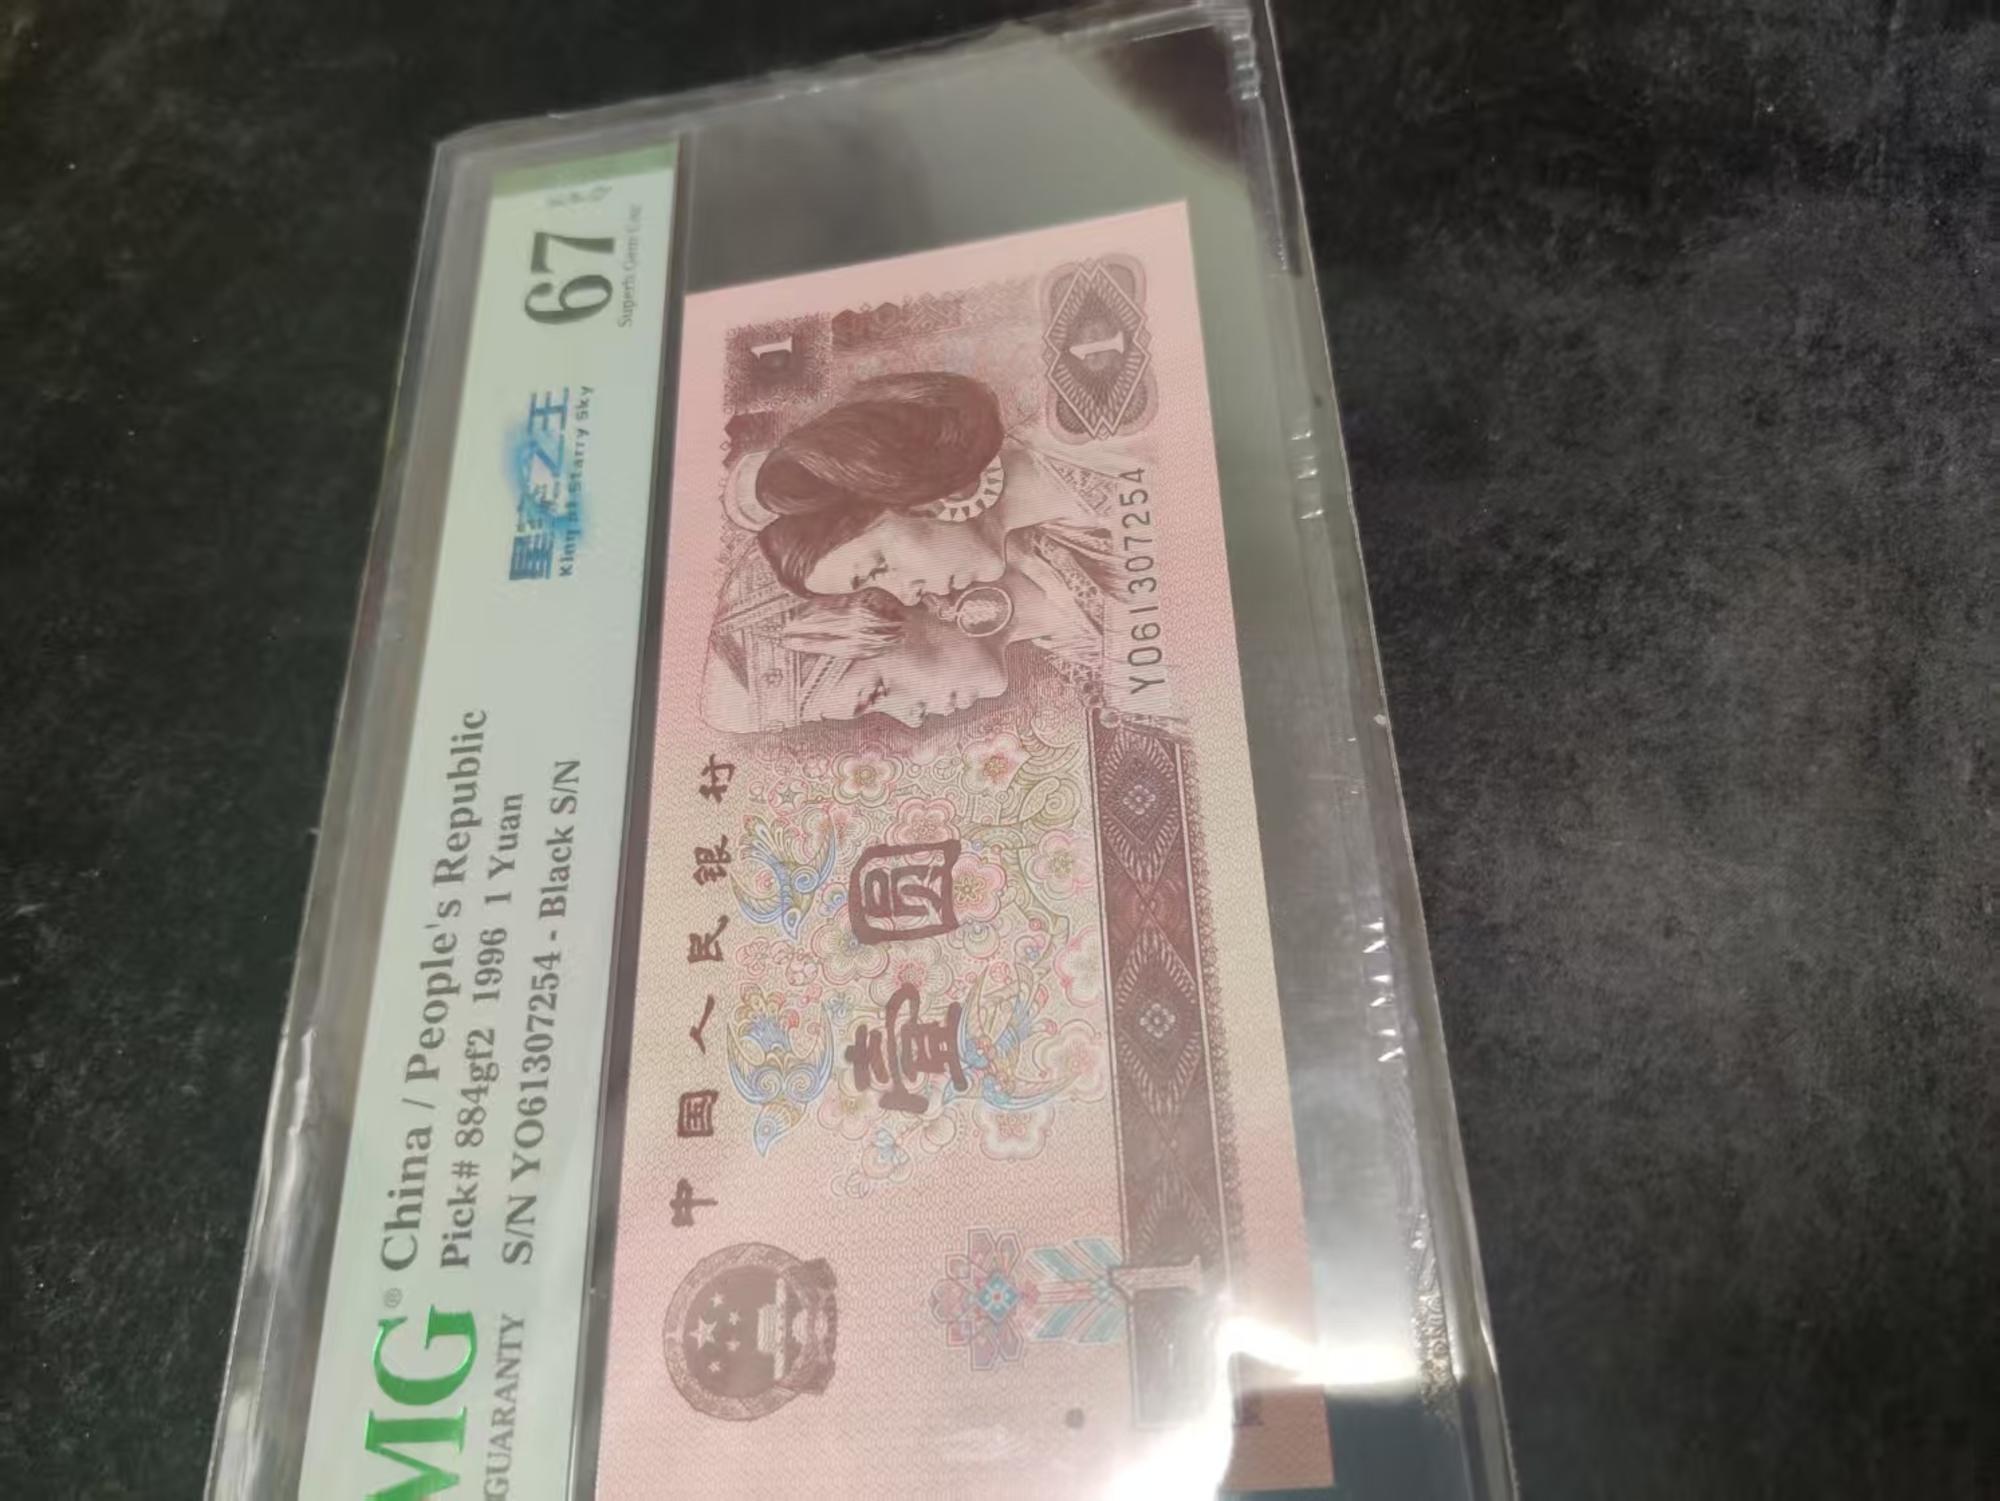 MG® China / People's Republic
Pick# 884gf2 1996 1 Yuan
GUARANTY S/N YO61307254 - Black S/N
星空之王
King of Starry Sky
67
Superb Gem Unc
中国人民银行
壹圆
1
1
YO61307254
1